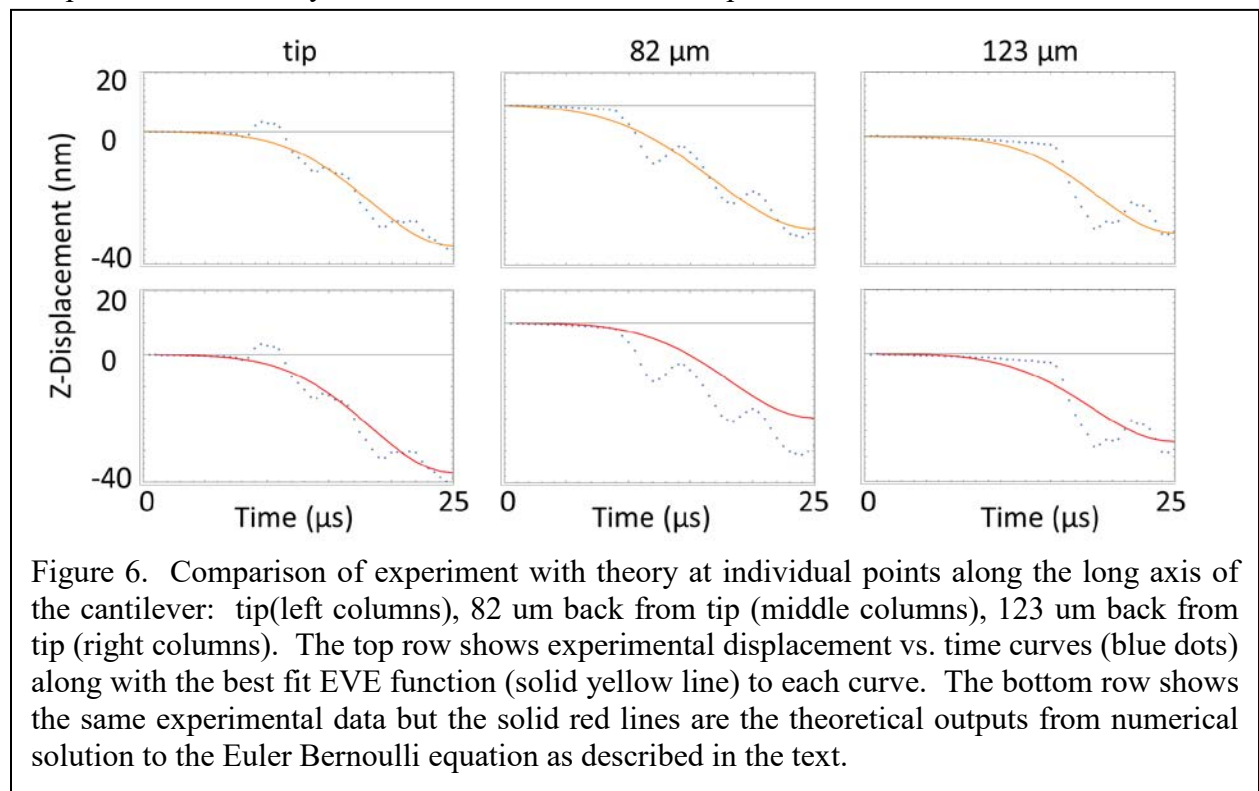 tip 82 μm 123 μm
20
0
-40
Z-Displacement (nm)
20
0
-40
0 25 0 25 0 25
Time (μs) Time (μs) Time (μs)
Figure 6. Comparison of experiment with theory at individual points along the long axis of
the cantilever: tip(left columns), 82 um back from tip (middle columns), 123 um back from
tip (right columns). The top row shows experimental displacement vs. time curves (blue dots)
along with the best fit EVE function (solid yellow line) to each curve. The bottom row shows
the same experimental data but the solid red lines are the theoretical outputs from numerical
solution to the Euler Bernoulli equation as described in the text.